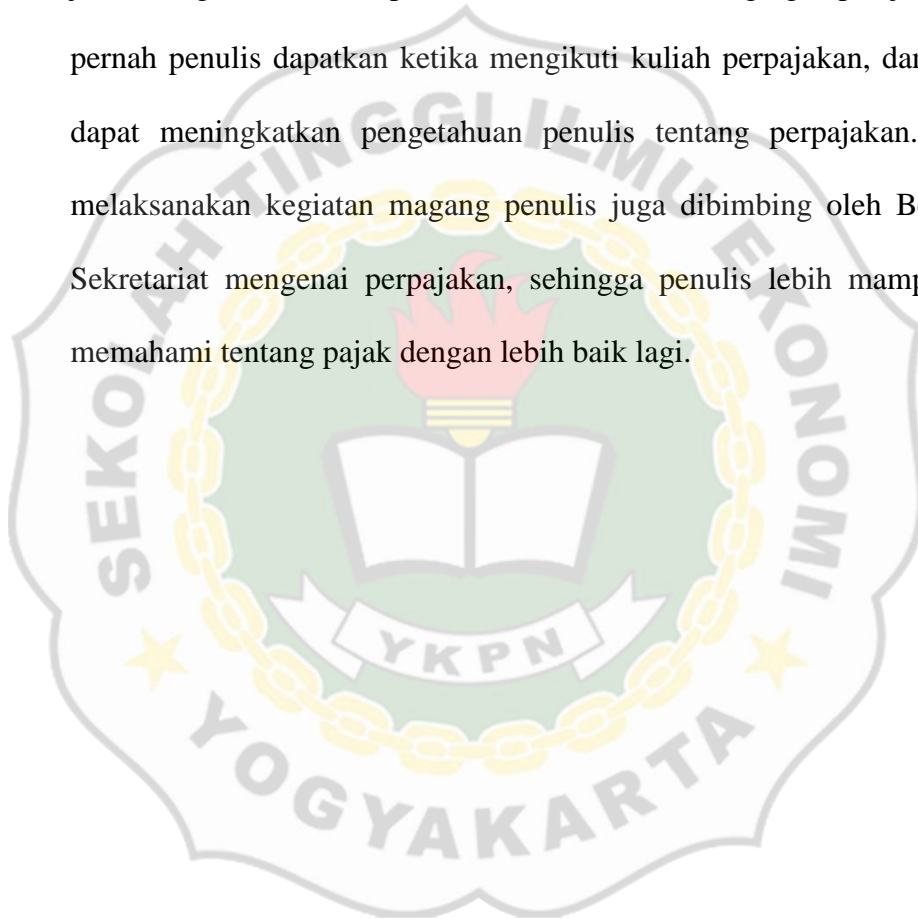 pernah penulis dapatkan ketika mengikuti kuliah perpajakan, dan
dapat meningkatkan pengetahuan penulis tentang perpajakan.
melaksanakan kegiatan magang penulis juga dibimbing oleh
Sekretariat mengenai perpajakan, sehingga penulis lebih
memahami tentang pajak dengan lebih baik lagi.
SEKOLAH TINGGI ILMU EKONOMI
YKPN
YOGYAKARTA